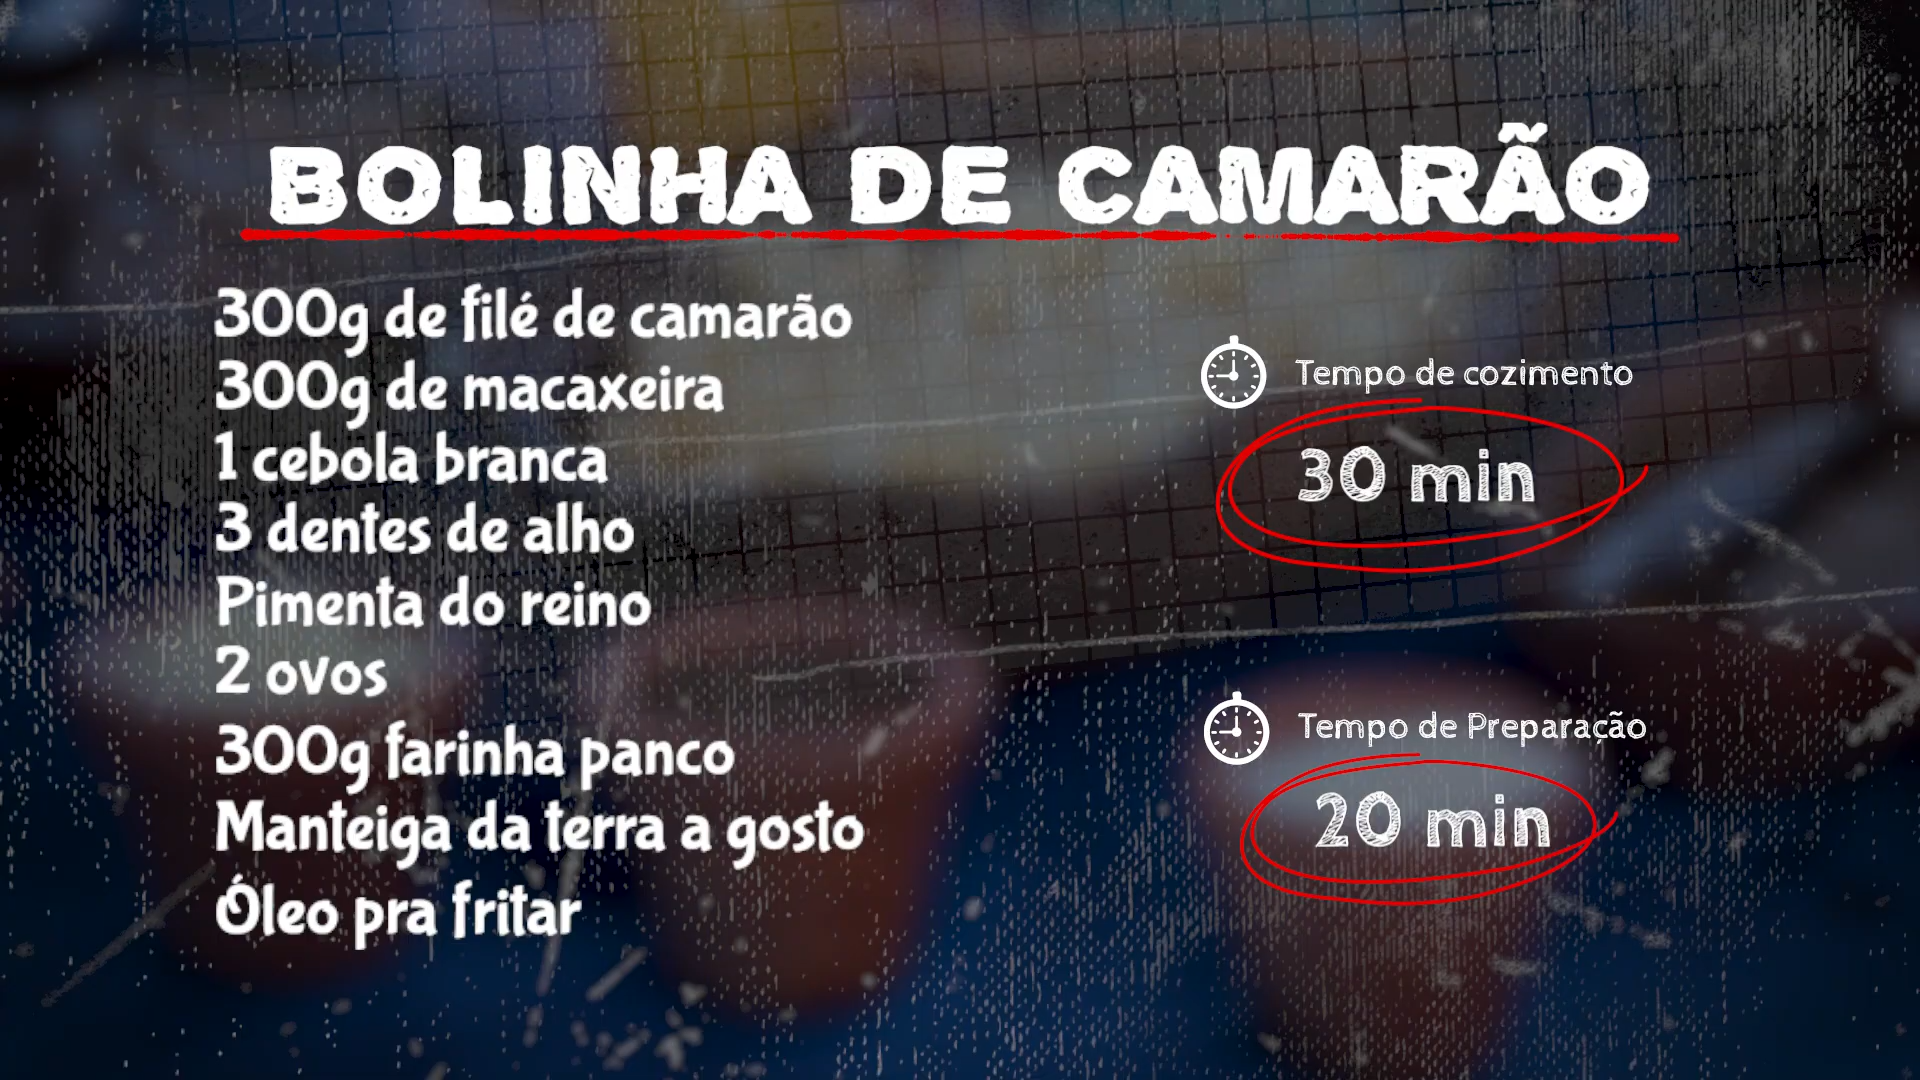 BOLINHA DE CAMARÃO
300g de filé de camarão
300g de macaxeira
1 cebola branca
3 dentes de alho
Pimenta do reino
2 ovos
300g farinha panco
Manteiga da terra a gosto
Óleo pra fritar
Tempo de cozimento
30 min
Tempo de Preparação
20 min